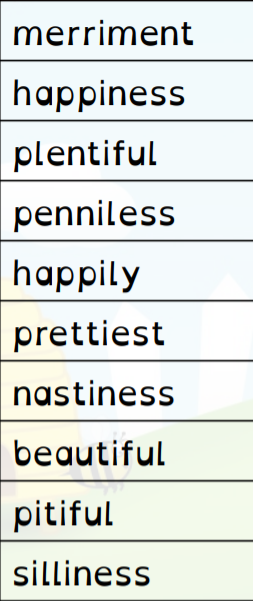 merriment
happiness
plentiful
penniless
happily
prettiest
nastiness
beautiful
pitiful
silliness